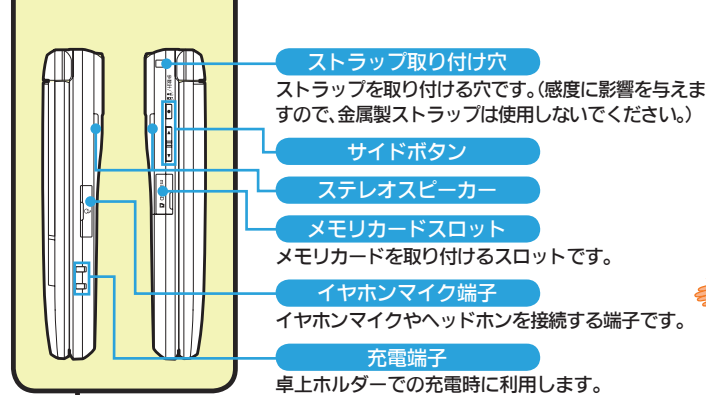 ストラップ取り付け穴
ストラップを取り付ける穴です。(感度に影響を与えま
すので、金属製ストラップは使用しないでください。)
サイドボタン
ステレオスピーカー
メモリカードスロット
メモリカードを取り付けるスロットです。
イヤホンマイク端子
イヤホンマイクやヘッドホンを接続する端子です。
充電端子
卓上ホルダーでの充電時に利用します。